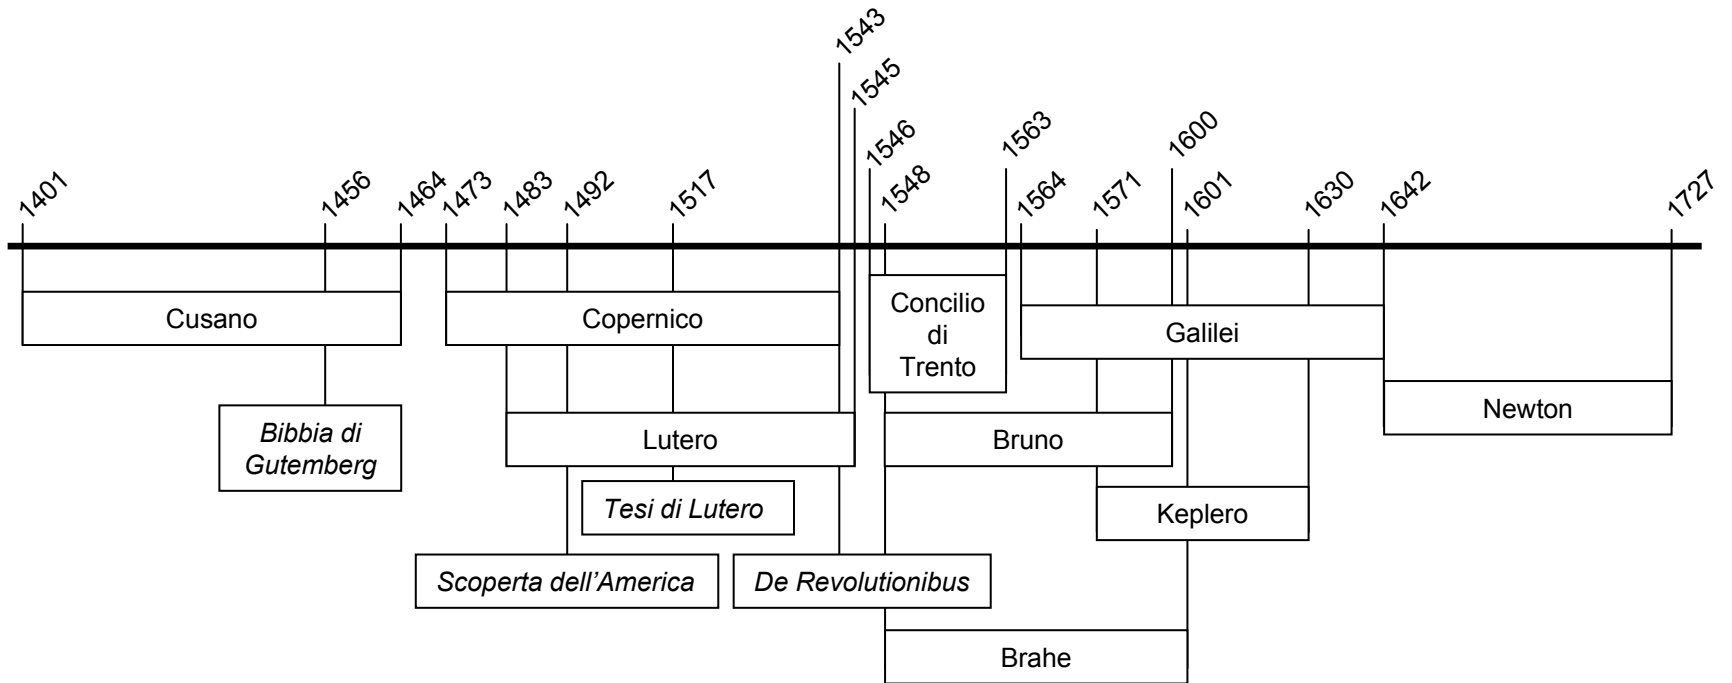 1543
1545
1546
1563
1600
1401
1456
1464
1473
1483
1492
1517
1548
1564
1571
1601
1630
1642
1727
Cusano
Copernico
Concilio
di
Trento
Galilei
Newton
Bibbia di
Gutemberg
Lutero
Bruno
Tesi di Lutero
Keplero
Scoperta dell’America
De Revolutionibus
Brahe